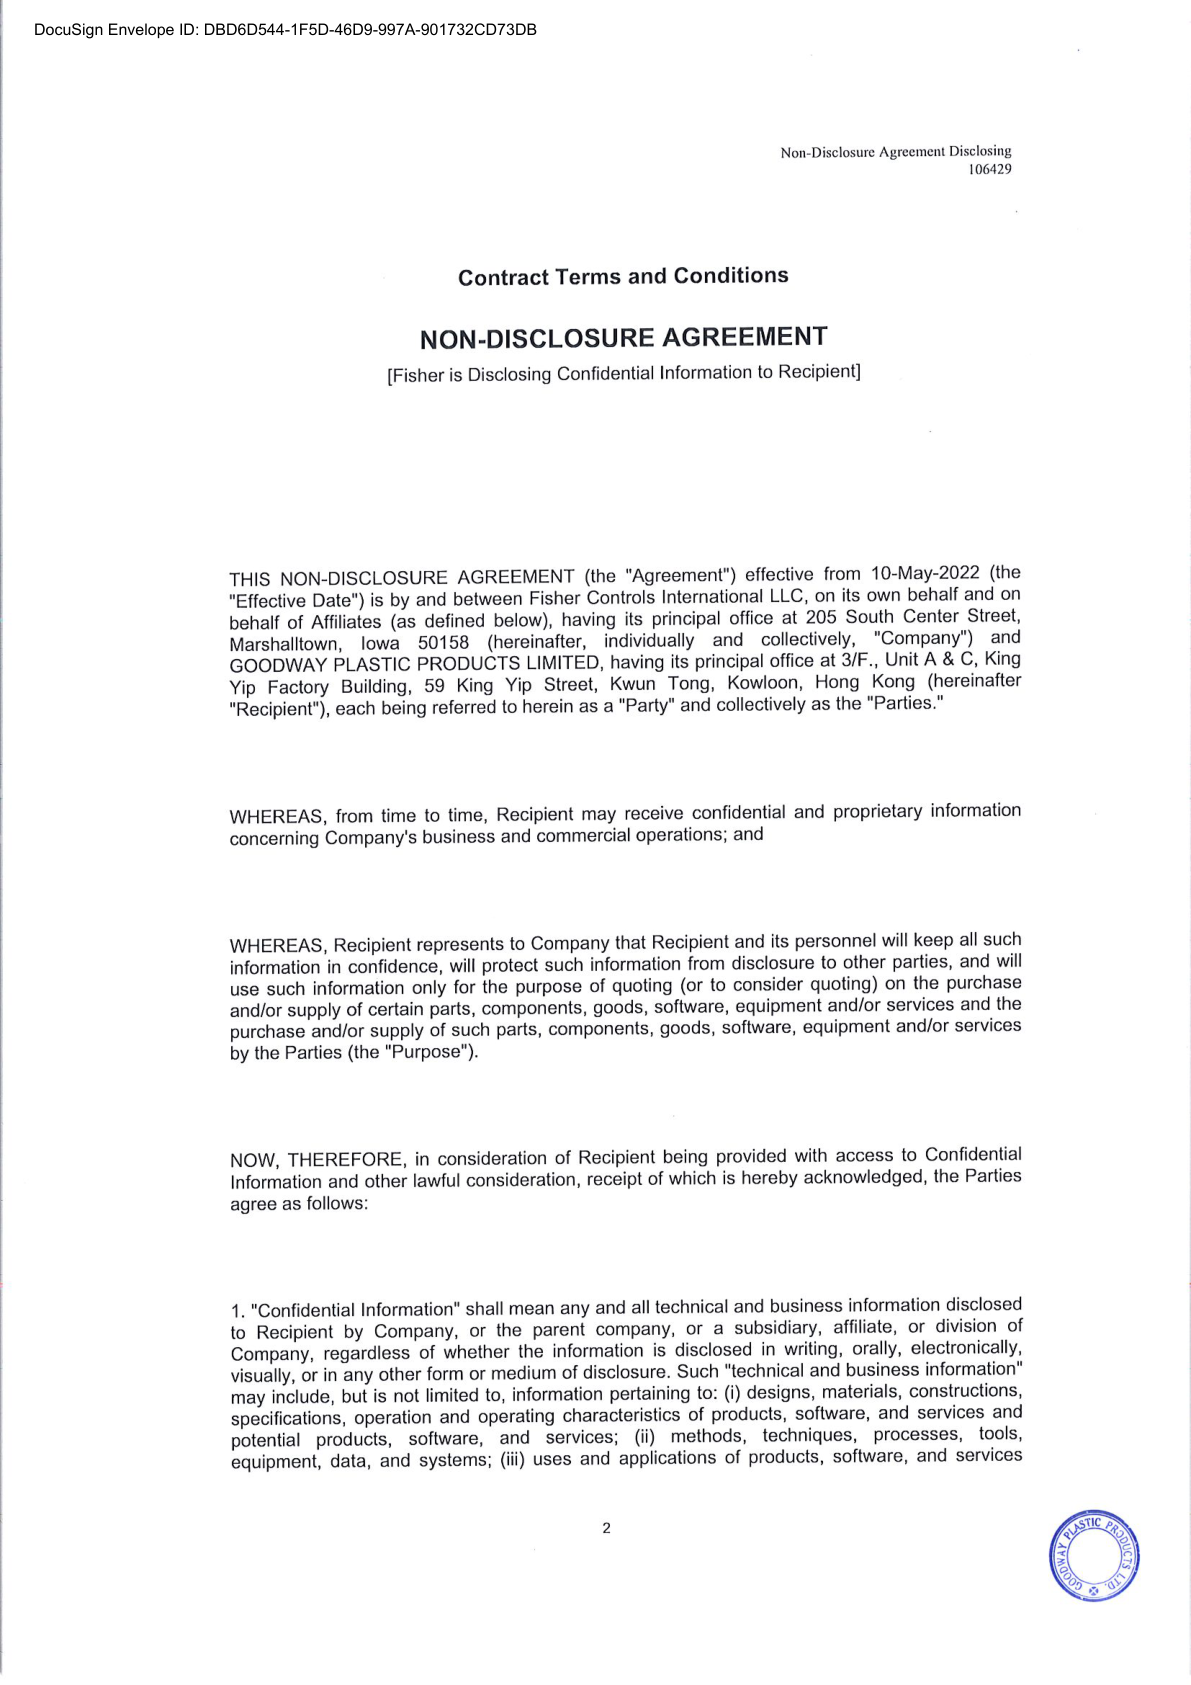 DocuSign Envelope ID: DBD6D544-1F5D-46D9-997A-901732CD73DB
Non-Disclosure Agreement Disclosing
106429
Contract Terms and Conditions
NON-DISCLOSURE AGREEMENT
[Fisher is Disclosing Confidential Information to Recipient]
THIS NON-DISCLOSURE AGREEMENT (the "Agreement") effective from 10-May-2022 (the
"Effective Date") is by and between Fisher Controls International LLC, on its own behalf and on
behalf of Affiliates (as defined below), having its principal office at 205 South Center Street,
Marshalltown, Iowa 50158 (hereinafter, individually and collectively, "Company") and
GOODWAY PLASTIC PRODUCTS LIMITED, having its principal office at 3/F., Unit A & C, King
Yip Factory Building, 59 King Yip Street, Kwun Tong, Kowloon, Hong Kong (hereinafter
"Recipient"), each being referred to herein as a "Party" and collectively as the "Parties."
WHEREAS, from time to time, Recipient may receive confidential and proprietary information
concerning Company's business and commercial operations; and
WHEREAS, Recipient represents to Company that Recipient and its personnel will keep all such
information in confidence, will protect such information from disclosure to other parties, and will
use such information only for the purpose of quoting (or to consider quoting) on the purchase
and/or supply of certain parts, components, goods, software, equipment and/or services and the
purchase and/or supply of such parts, components, goods, software, equipment and/or services
by the Parties (the "Purpose").
NOW, THEREFORE, in consideration of Recipient being provided with access to Confidential
Information and other lawful consideration, receipt of which is hereby acknowledged, the Parties
agree as follows:
1. "Confidential Information" shall mean any and all technical and business information disclosed
to Recipient by Company, or the parent company, or a subsidiary, affiliate, or division of
Company, regardless of whether the information is disclosed in writing, orally, electronically,
visually, or in any other form or medium of disclosure. Such "technical and business information"
may include, but is not limited to, information pertaining to: (i) designs, materials, constructions,
specifications, operation and operating characteristics of products, software, and services and
potential products, software, and services; (ii) methods, techniques, processes, tools,
equipment, data, and systems; (iii) uses and applications of products, software, and services
2
GOODWAY PLASTIC PRODUCTS LTD.